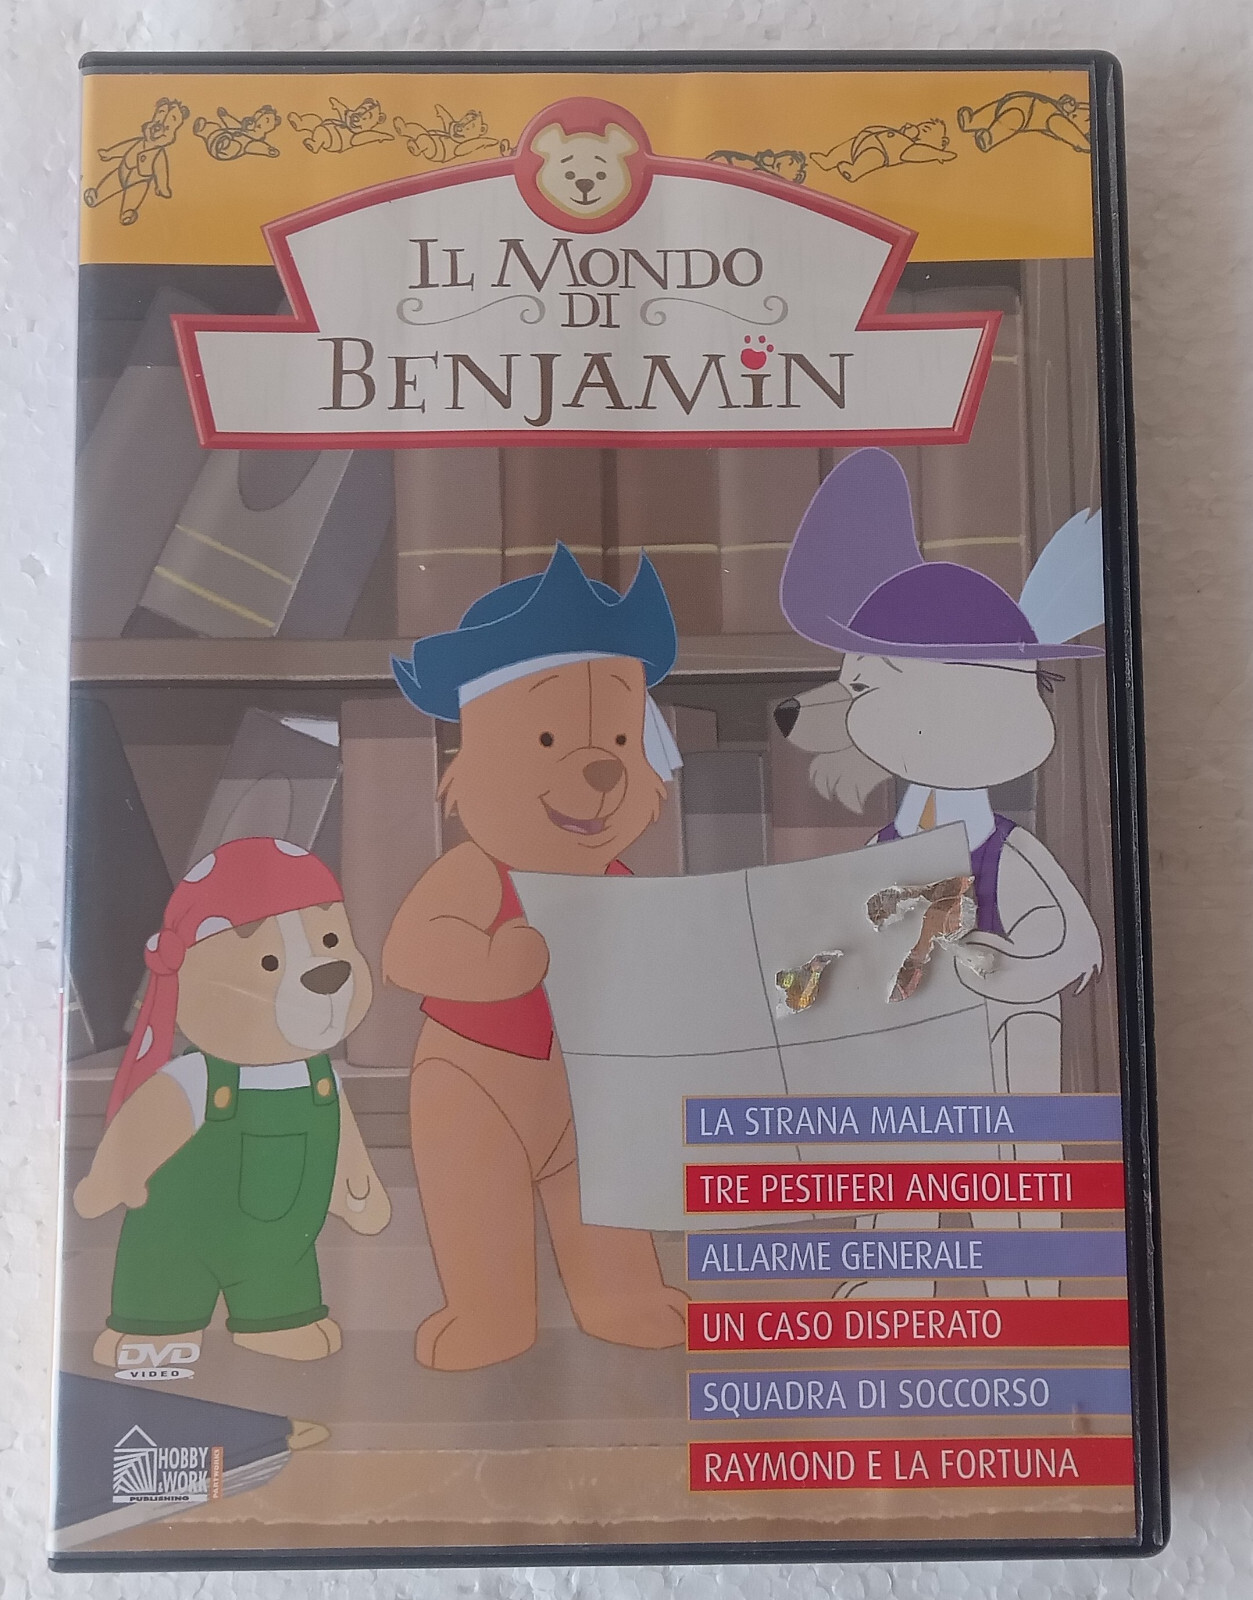 IL MONDO
DI
BENJAMIN
LA STRANA MALATTIA
TRE PESTIFERI ANGIOLETTI
ALLARME GENERALE
UN CASO DISPERATO
SQUADRA DI SOCCORSO
RAYMOND E LA FORTUNA
DVD
VIDEO
HOBBY
&WORK
PUBLISHING
PARTWORKS